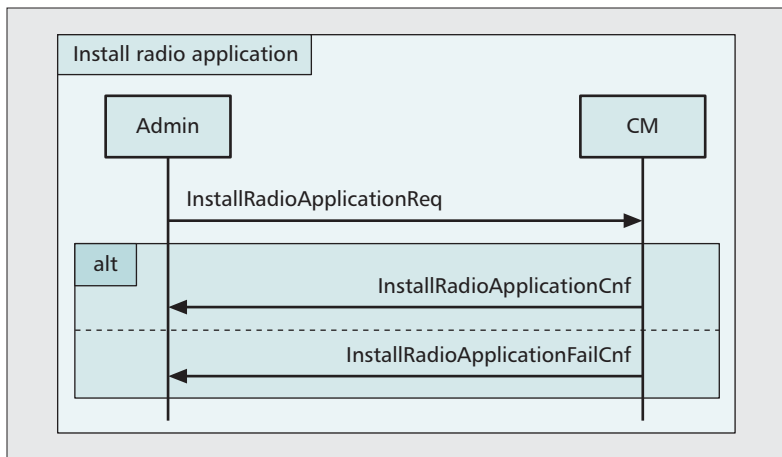 Install radio application
Admin
CM
InstallRadioApplicationReq
alt
InstallRadioApplicationCnf
InstallRadioApplicationFailCnf